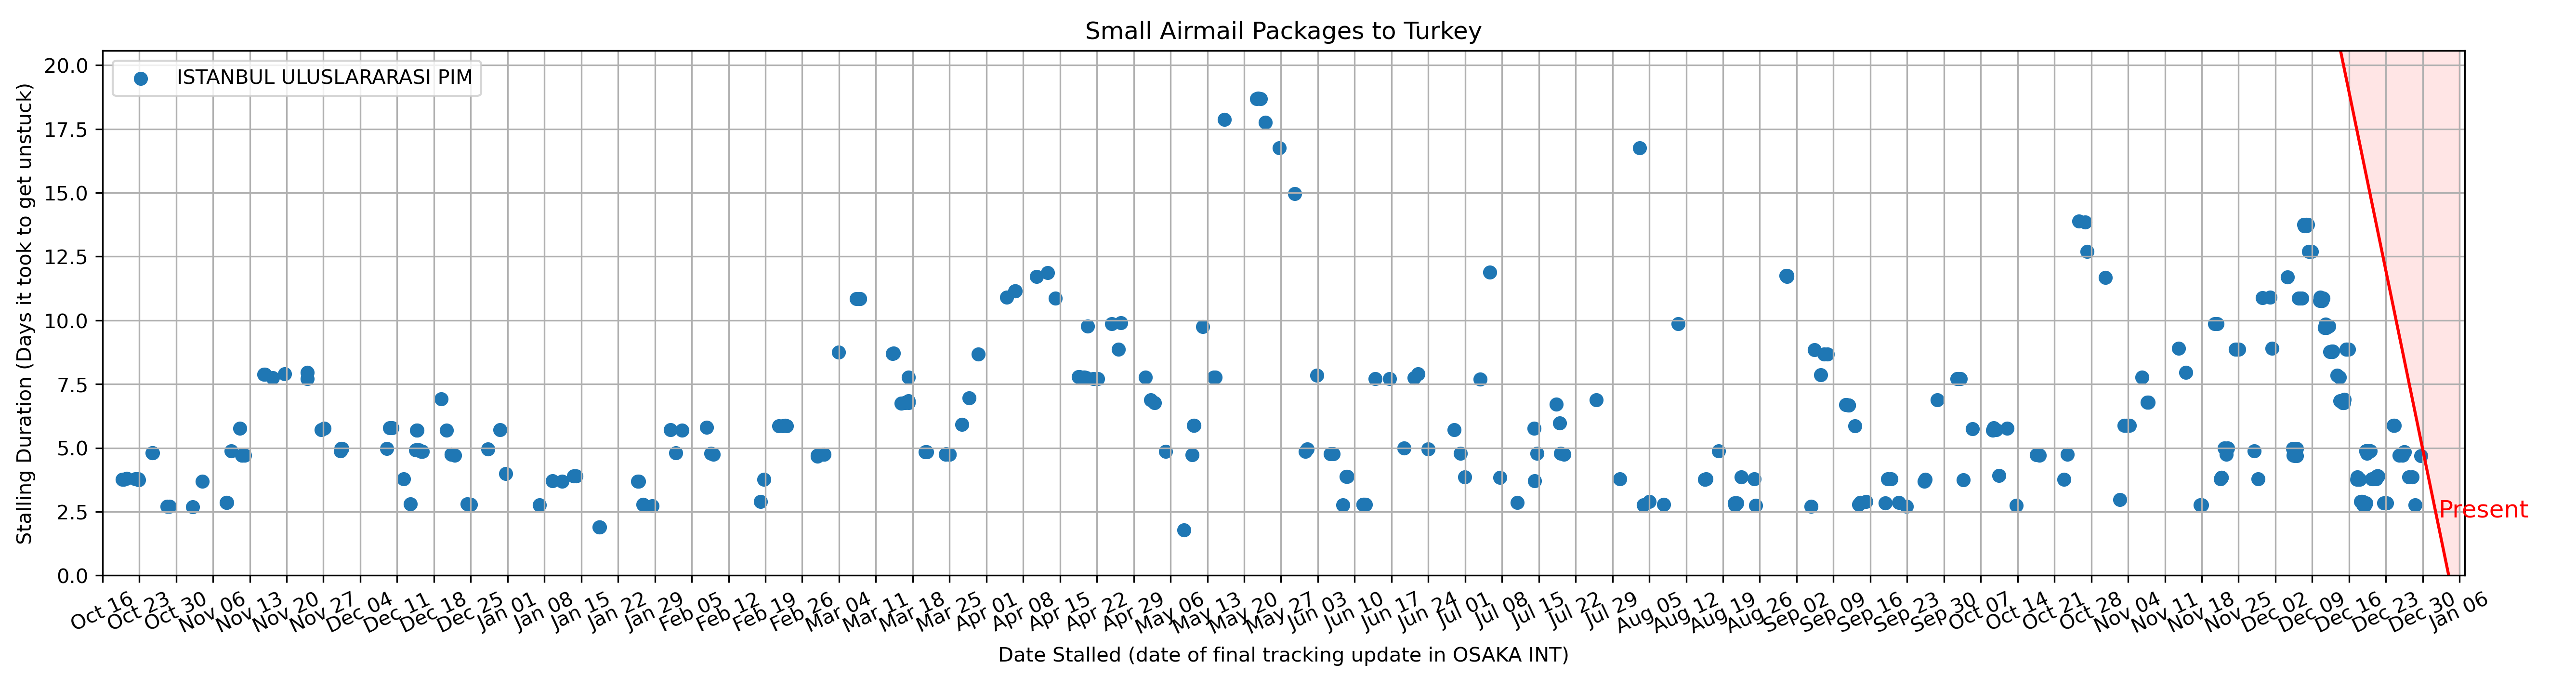 Small Airmail Packages to Turkey
ISTANBUL ULUSLARARASI PIM
Stalling Duration (Days it took to get unstuck)
20.0
17.5
15.0
12.5
10.0
7.5
5.0
2.5
0.0
Present
Oct 16 Oct 23 Oct 30 Nov 06 Nov 13 Nov 20 Nov 27 Dec 04 Dec 11 Dec 18 Dec 25 Jan 01 Jan 08 Jan 15 Jan 22 Jan 29 Feb 05 Feb 12 Feb 19 Feb 26 Mar 04 Mar 11 Mar 18 Mar 25 Apr 01 Apr 08 Apr 15 Apr 22 Apr 29 May 06 May 13 May 20 May 27 Jun 03 Jun 10 Jun 17 Jun 24 Jul 01 Jul 08 Jul 15 Jul 22 Jul 29 Aug 05 Aug 12 Aug 19 Aug 26 Sep 02 Sep 09 Sep 16 Sep 23 Sep 30 Oct 07 Oct 14 Oct 21 Oct 28 Nov 04 Nov 11 Nov 18 Nov 25 Dec 02 Dec 09 Dec 16 Dec 23 Dec 30 Jan 06
Date Stalled (date of final tracking update in OSAKA INT)